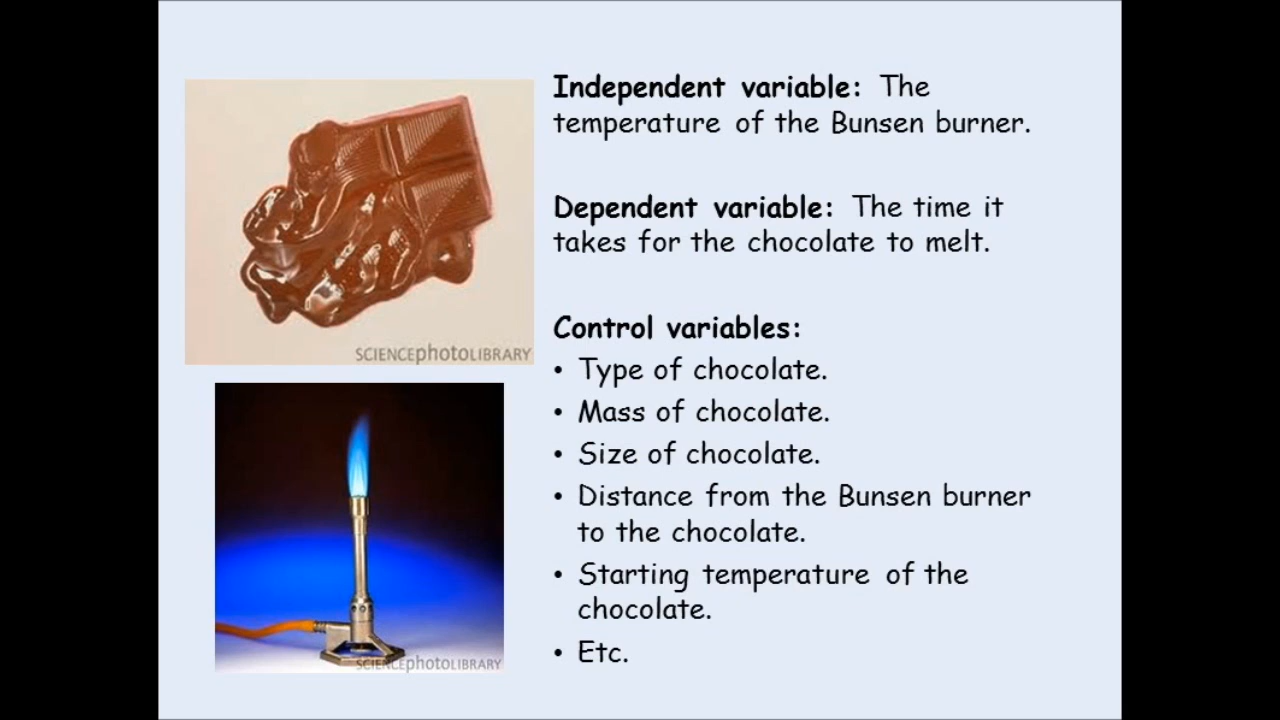 Independent variable: The
temperature of the Bunsen burner.
Dependent variable: The time it
takes for the chocolate to melt.
Control variables:
• Type of chocolate.
• Mass of chocolate.
• Size of chocolate.
• Distance from the Bunsen burner
to the chocolate.
• Starting temperature of the
chocolate.
• Etc.
SCIENCEphotoLIBRARY
SCIENCEphotoLIBRARY